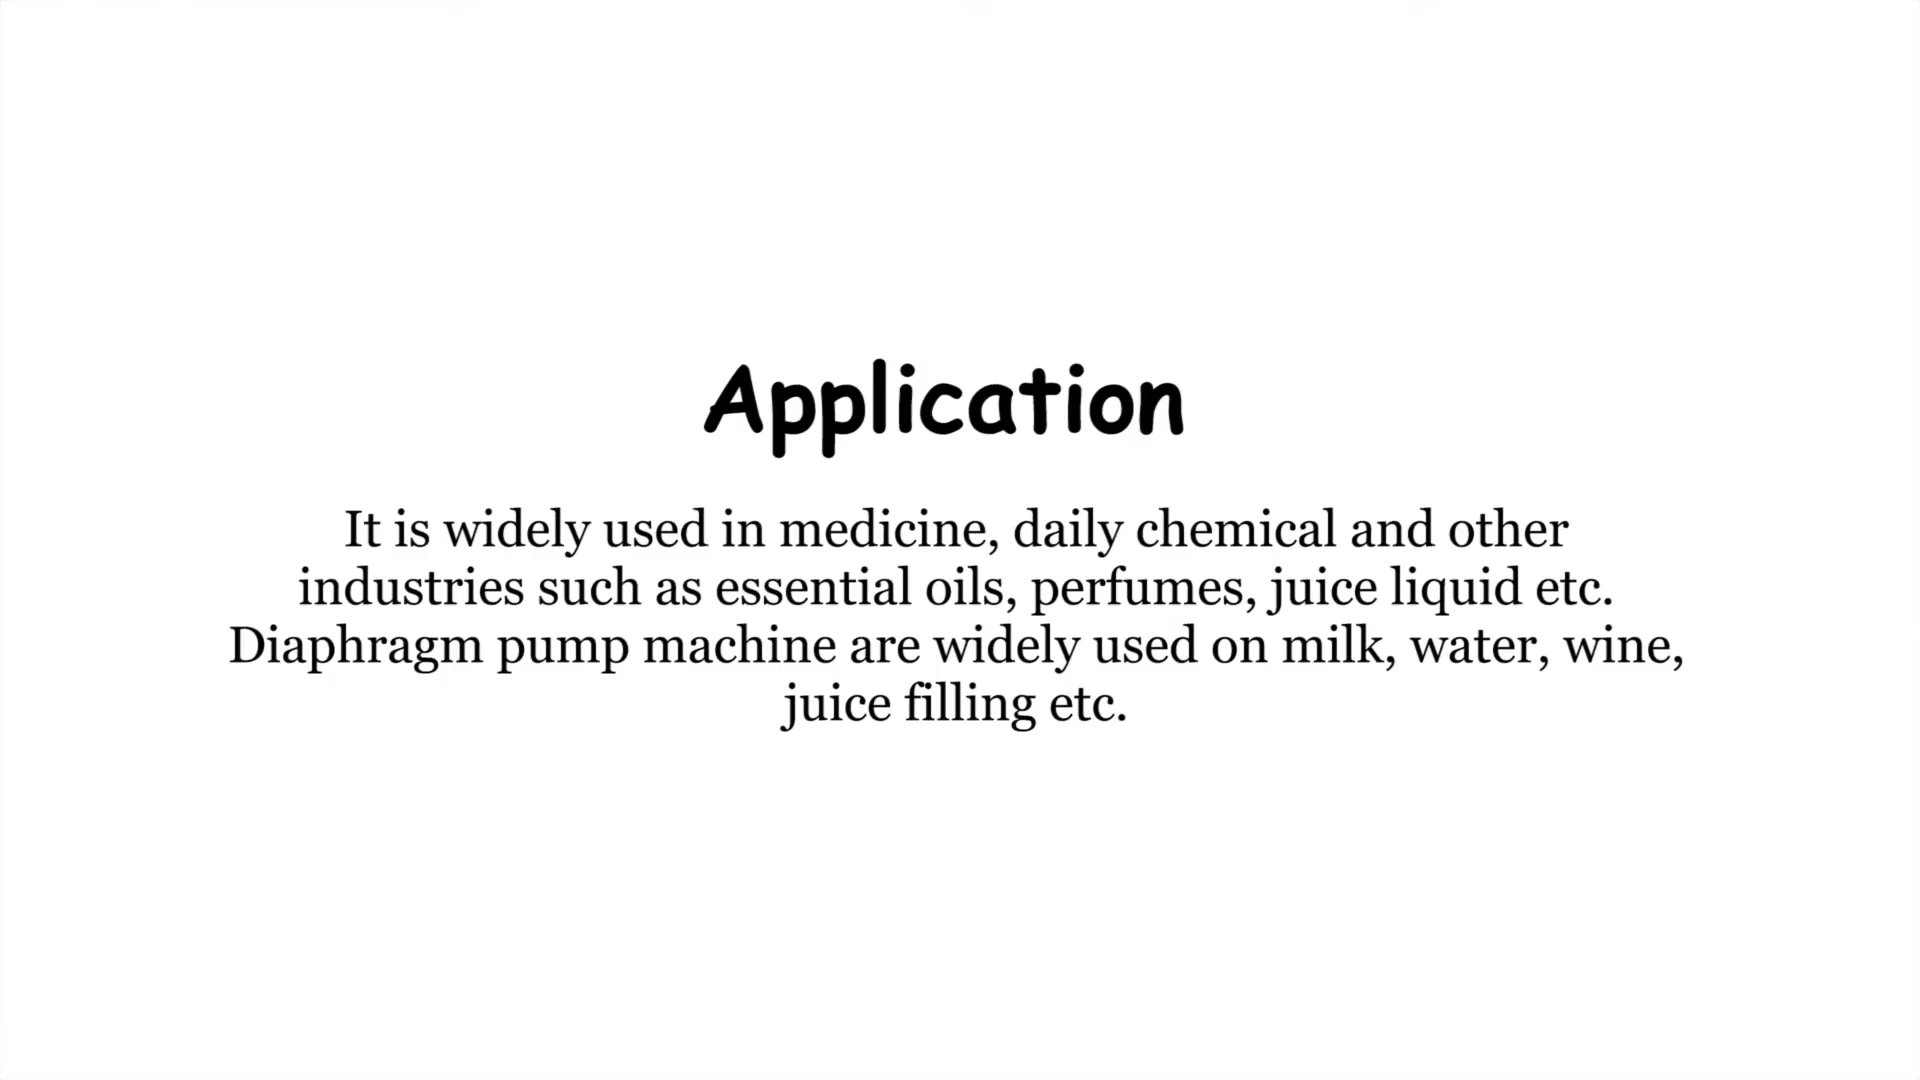 Application
It is widely used in medicine, daily chemical and other
industries such as essential oils, perfumes, juice liquid etc.
Diaphragm pump machine are widely used on milk, water, wine,
juice filling etc.